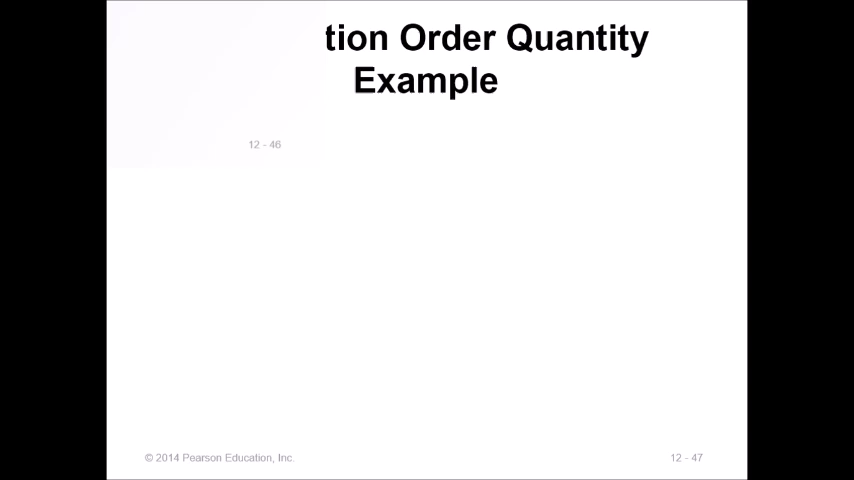 tion Order Quantity
Example
12 - 46
© 2014 Pearson Education, Inc.
12 - 47